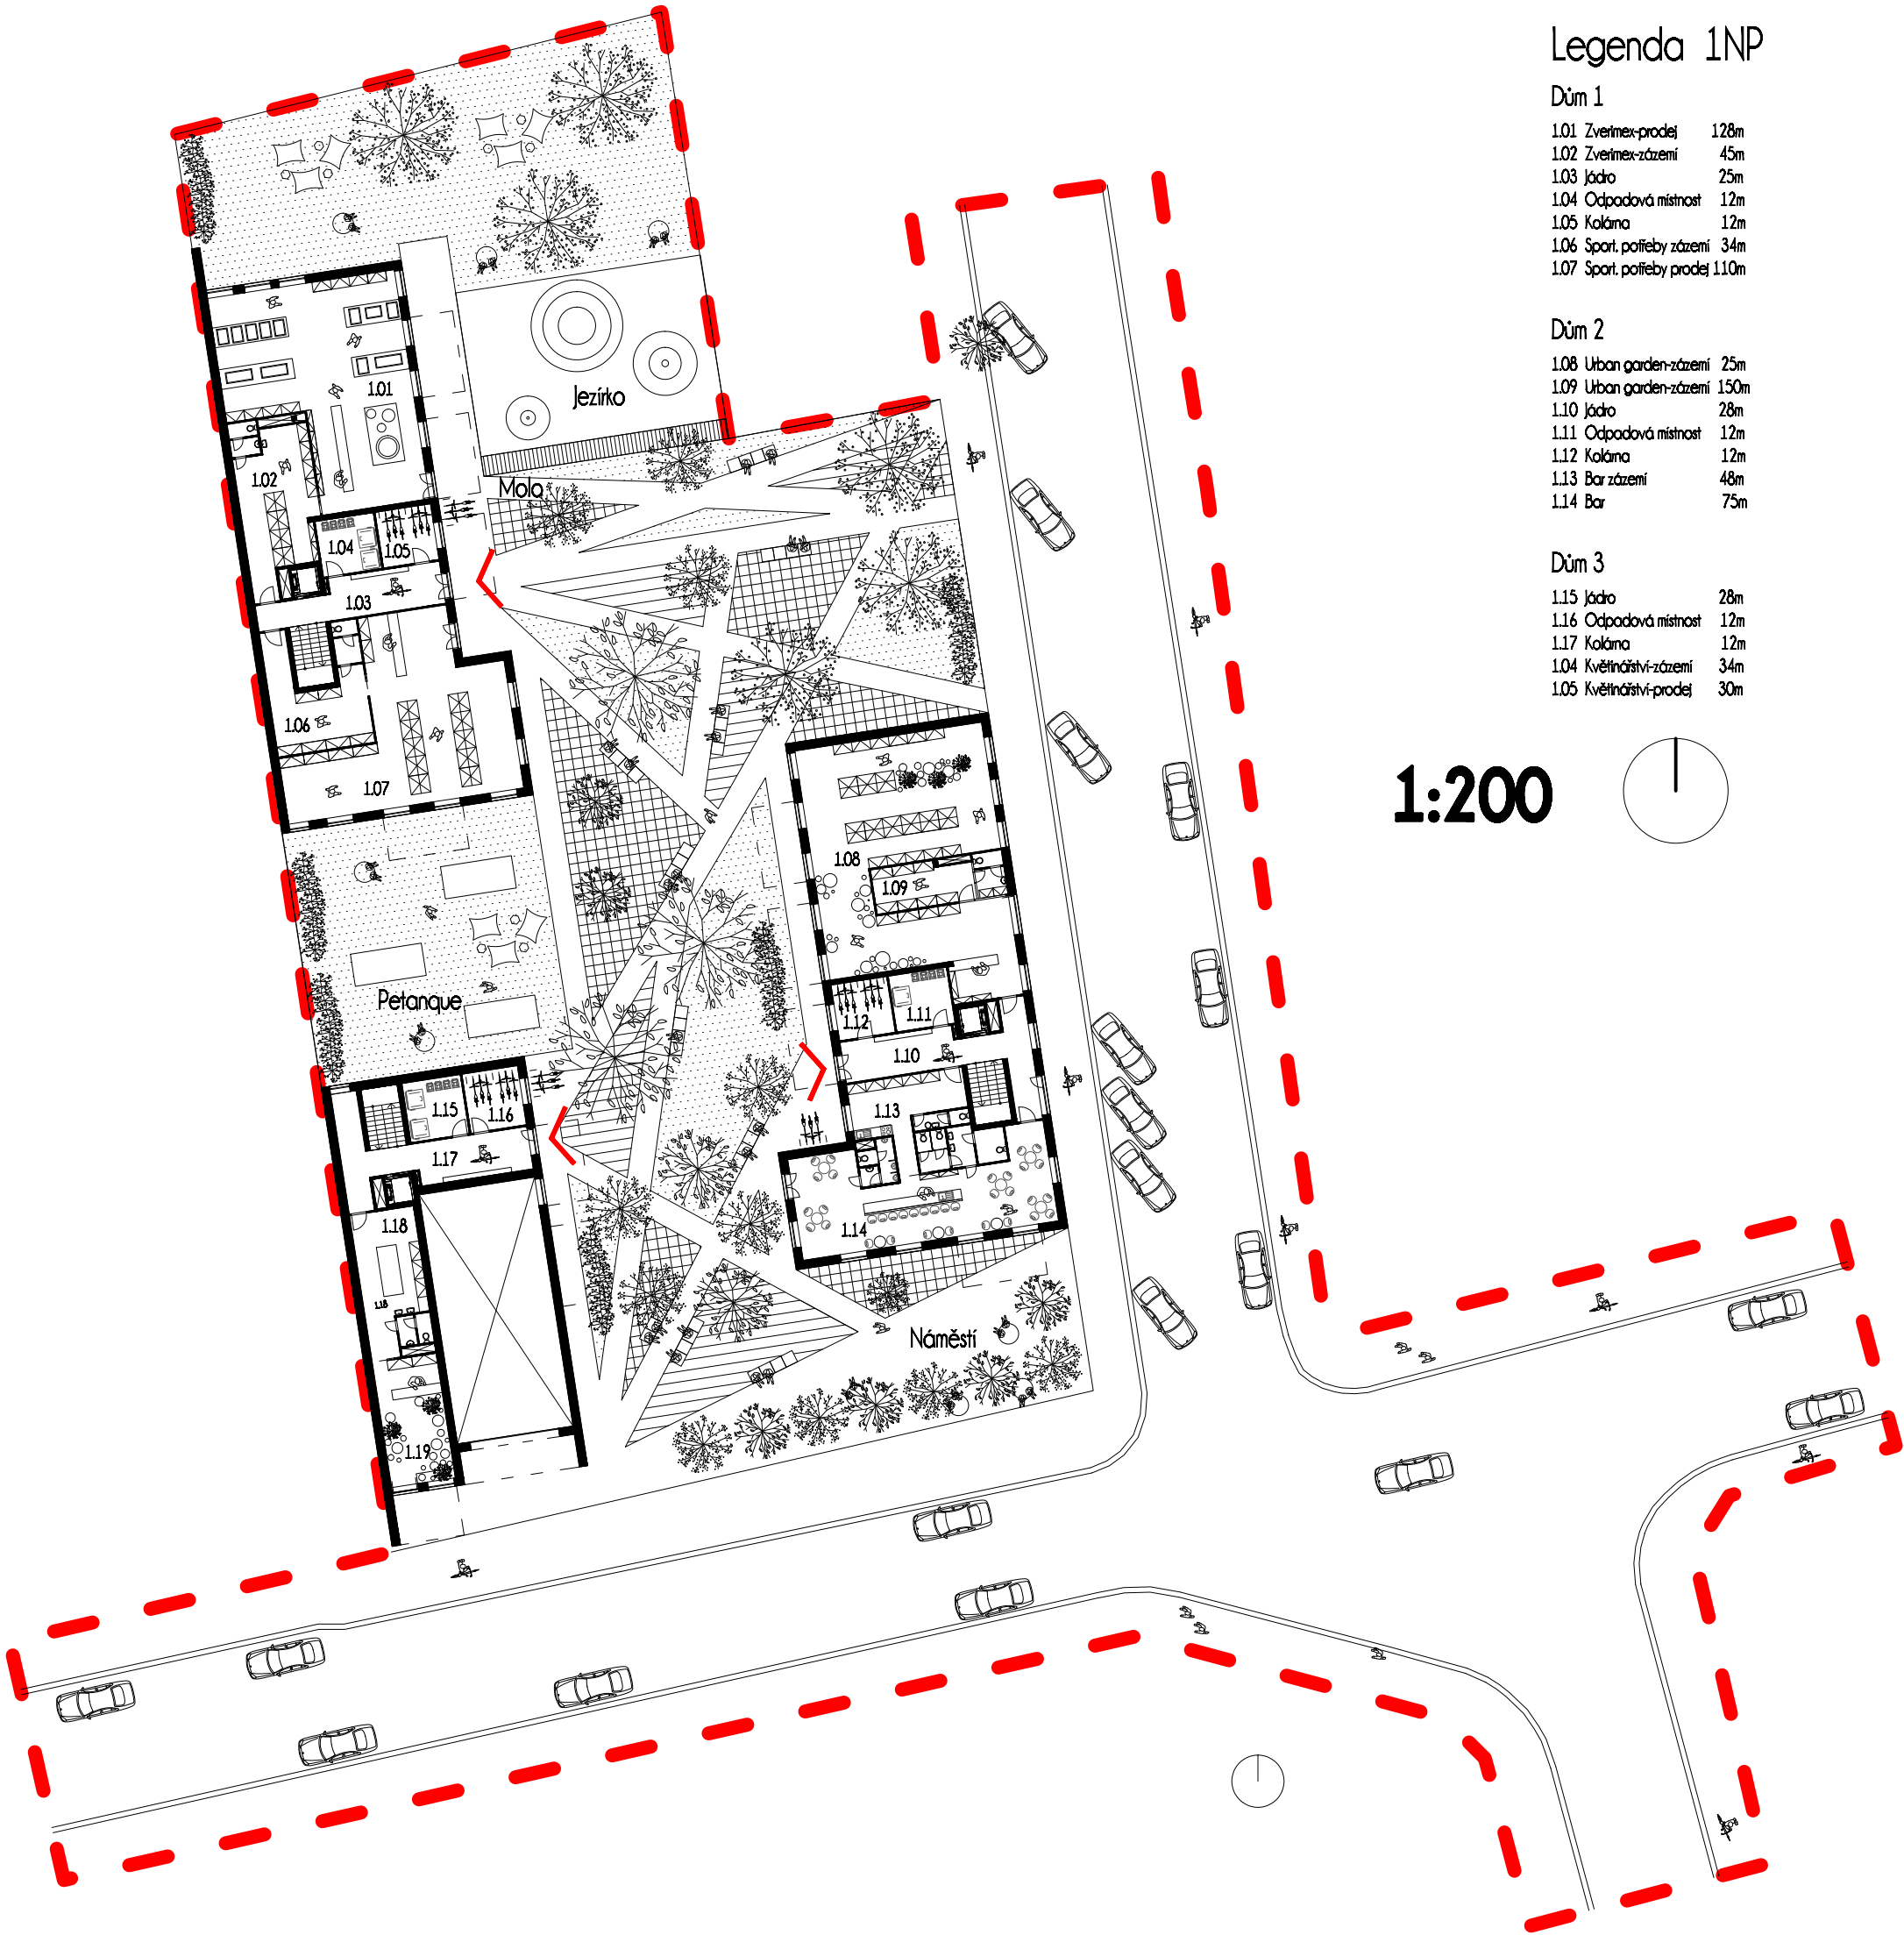 Legenda 1NP
Dům 1
1.01 Zverimex-prodej 128m
1.02 Zverimex-zázemí 45m
1.03 Jádro 25m
1.04 Odpadová místnost 12m
1.05 Kolárna 12m
1.06 Sport. potřeby zázemí 34m
1.07 Sport. potřeby prodej 110m
Dům 2
1.08 Urban garden-zázemí 25m
1.09 Urban garden-zázemí 150m
1.10 Jádro 28m
1.11 Odpadová místnost 12m
1.12 Kolárna 12m
1.13 Bar zázemí 48m
1.14 Bar 75m
Dům 3
1.15 Jádro 28m
1.16 Odpadová místnost 12m
1.17 Kolárna 12m
1.04 Květinářství-zázemí 34m
1.05 Květinářství-prodej 30m
1:200
1.01
Jezírko
1.02
Molo
1.04
1.05
1.03
1.06
1.07
1.08
1.09
Petanque
1.12
1.11
1.10
1.15
1.16
1.13
1.17
1.18
1.14
1.18
Náměstí
1.19